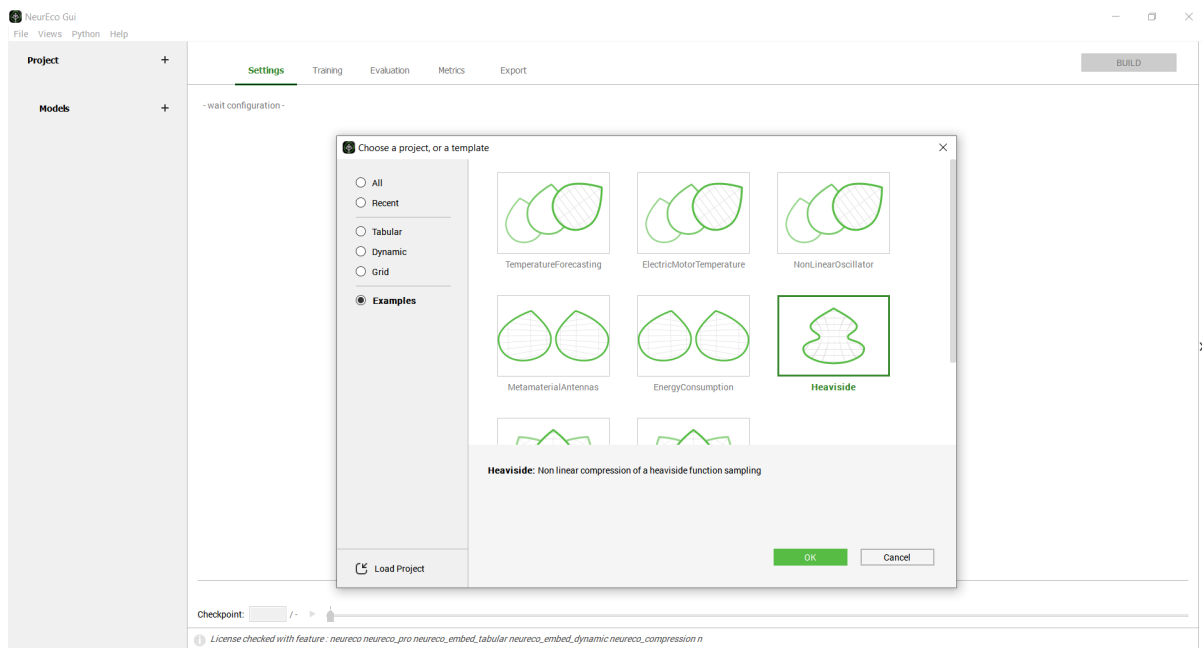 NeurEco Gui
File Views Python Help
Project +
Settings Training Evaluation Metrics Export
BUILD
Models +
- wait configuration -
Choose a project, or a template
All
Recent
Tabular
Dynamic
Grid
Examples
TemperatureForecasting ElectricMotorTemperature NonLinearOscillator
MetamaterialAntennas EnergyConsumption Heaviside
Heaviside: Non linear compression of a heaviside function sampling
OK Cancel
Load Project
Checkpoint: / -
License checked with feature : neureco neureco_pro neureco_embed_tabular neureco_embed_dynamic neureco_compression n